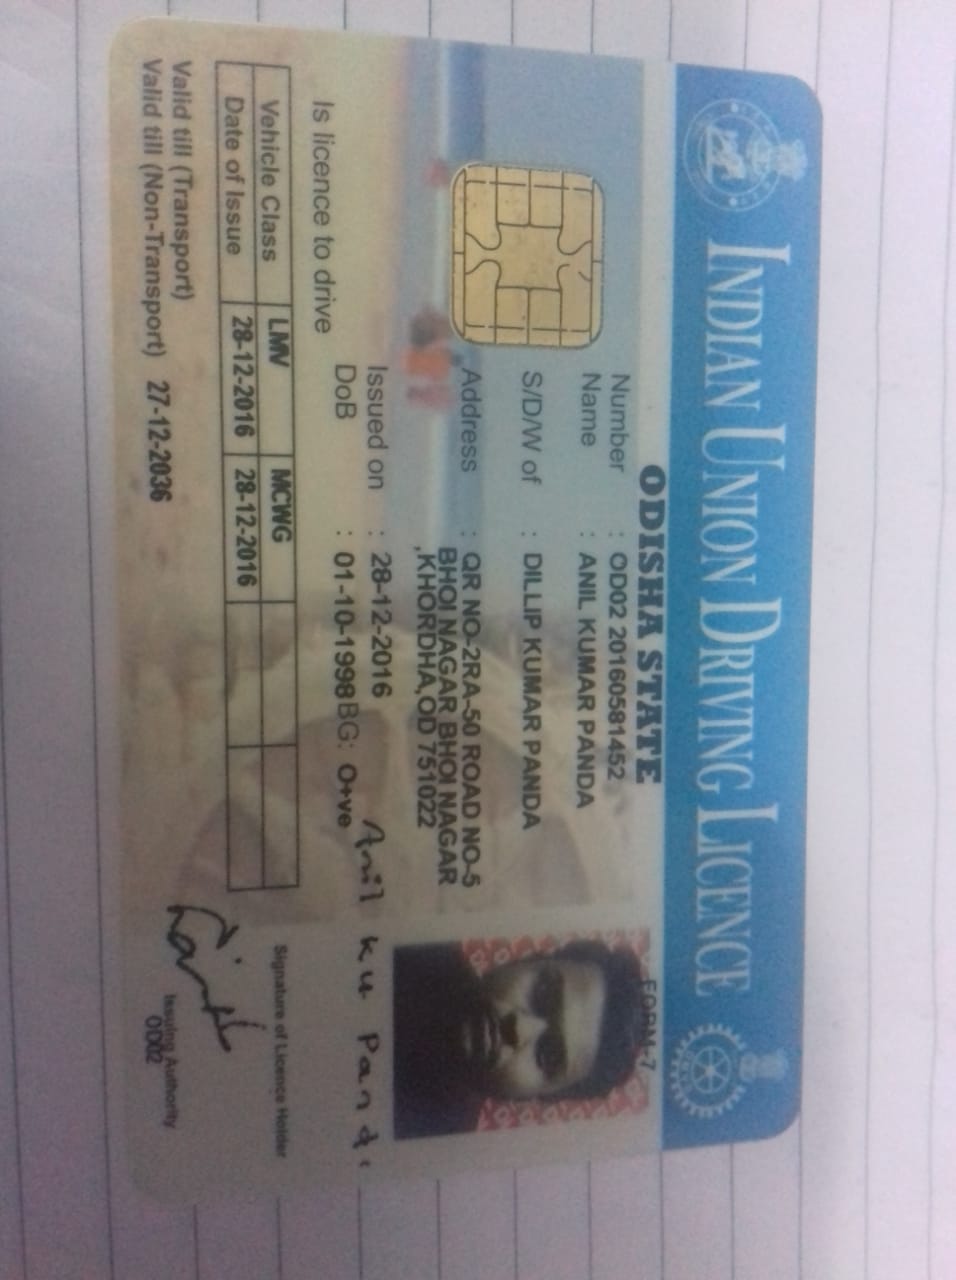 INDIAN UNION DRIVING LICENCE
ODISHA STATE
FORM-7
Number : OD02 20160581452
Name : ANIL KUMAR PANDA
S/D/W of : DILLIP KUMAR PANDA
Address : QR NO-2RA-50 ROAD NO-5
BHOI NAGAR BHOI NAGAR
,KHORDHA,OD 751022
Issued on : 28-12-2016
DoB : 01-10-1998 BG: O+ve
Anil Ku Panda
Is licence to drive
Signature of Licence Holder
Vehicle Class LMV MCWG
Date of Issue 28-12-2016 28-12-2016
Valid till (Transport)
Valid till (Non-Transport) 27-12-2036
Issuing Authority
OD02